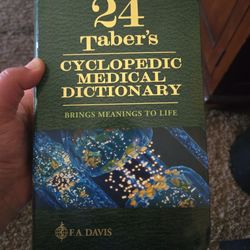 24
Taber's
CYCLOPEDIC
MEDICAL
DICTIONARY
BRINGS MEANINGS TO LIFE
F.A. DAVIS